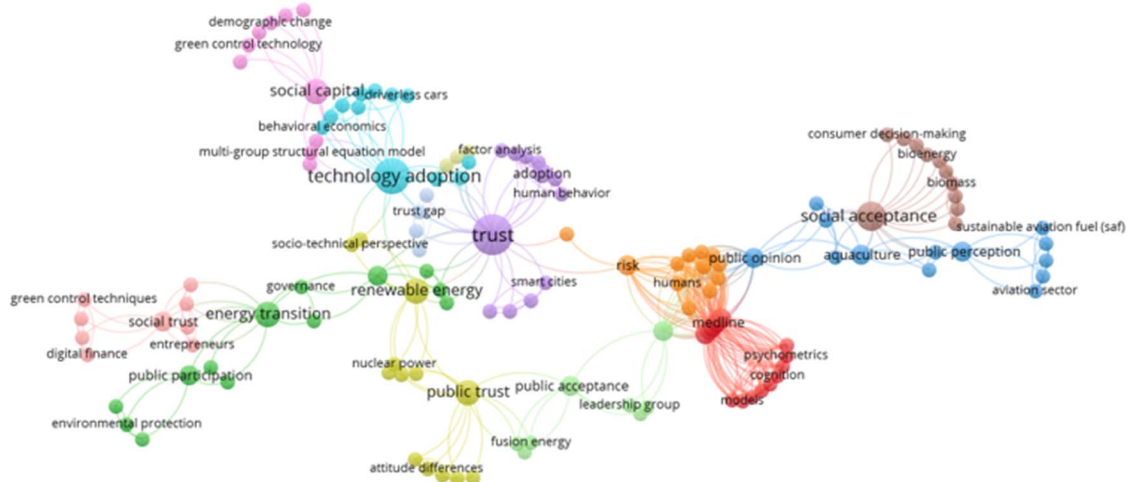 demographic change
green control technology
social capital
driverless cars
behavioral economics
multi-group structural equation model
technology adoption
factor analysis
adoption
human behavior
trust gap
trust
socio-technical perspective
smart cities
renewable energy
governance
energy transition
green control techniques
social trust
entrepreneurs
digital finance
public participation
environmental protection
nuclear power
public trust
public acceptance
leadership group
fusion energy
attitude differences
risk
humans
public opinion
medline
psychometrics
cognition
models
consumer decision-making
bioenergy
biomass
social acceptance
sustainable aviation fuel (saf)
aquaculture
public perception
aviation sector